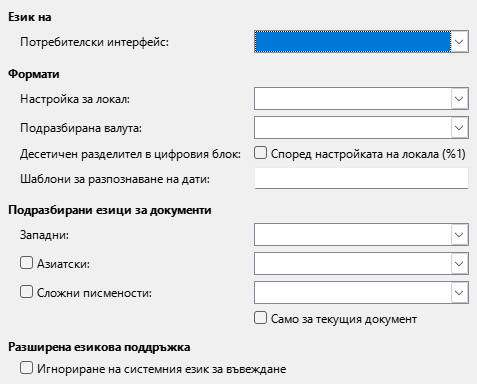 Език на
Потребителски интерфейс:
Формати
Настройка за локал:
Подразбирана валута:
Десетичен разделител в цифровия блок: Според настройката на локала (%1)
Шаблони за разпознаване на дати:
Подразбирани езици за документи
Западни:
Азиатски:
Сложни писмености:
Само за текущия документ
Разширена езикова поддръжка
Игнориране на системния език за въвеждане